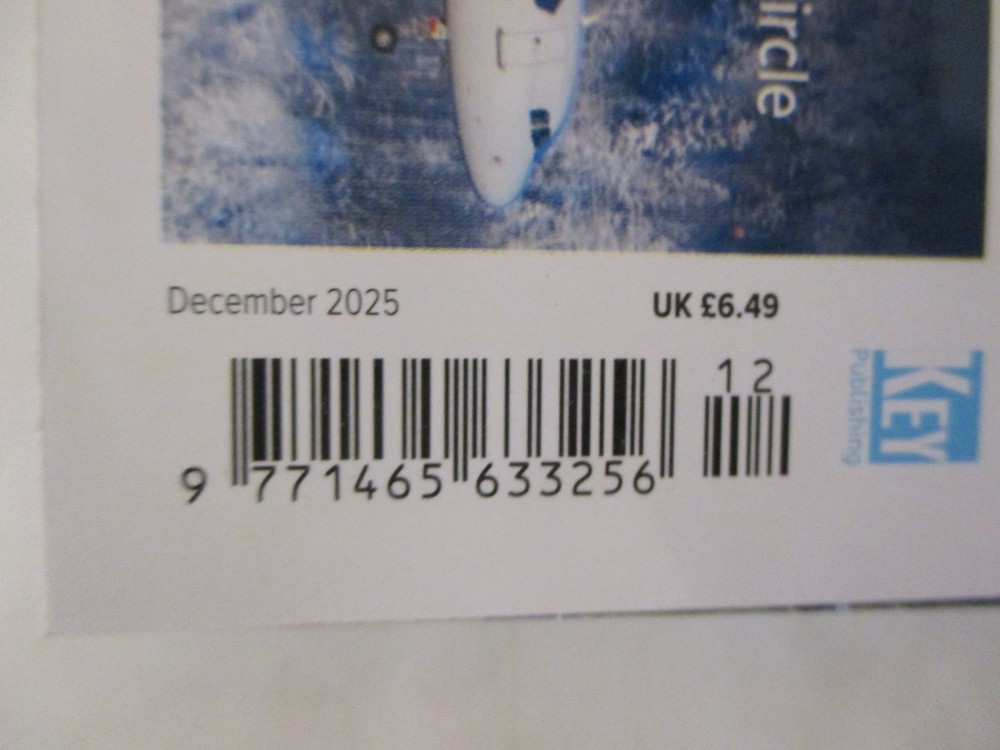 ircle
December 2025
UK £6.49
12
9 771465 633256
KEY
Publishing